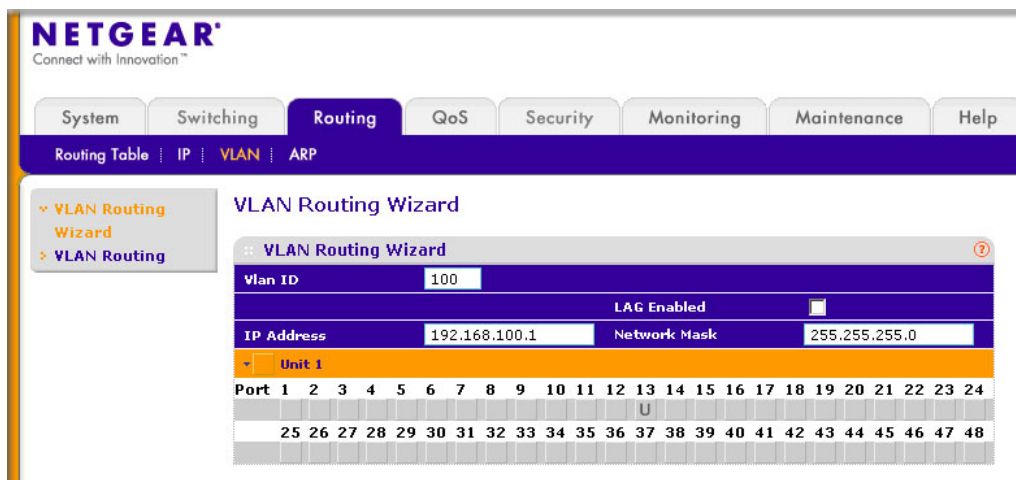 NETGEAR®
Connect with Innovation™
System Switching Routing QoS Security Monitoring Maintenance Help
Routing Table IP VLAN ARP
VLAN Routing Wizard
VLAN Routing
VLAN Routing Wizard
VLAN Routing Wizard ?
Vlan ID 100
LAG Enabled
IP Address 192.168.100.1 Network Mask 255.255.255.0
Unit 1
Port 1 2 3 4 5 6 7 8 9 10 11 12 13 14 15 16 17 18 19 20 21 22 23 24
U
25 26 27 28 29 30 31 32 33 34 35 36 37 38 39 40 41 42 43 44 45 46 47 48